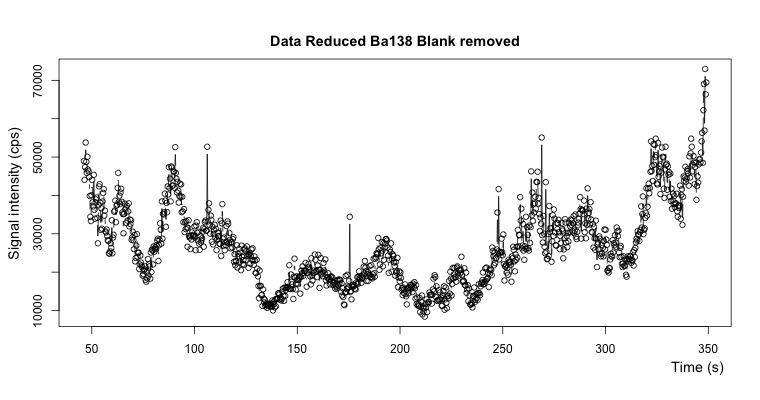 Data Reduced Ba138 Blank removed
Signal intensity (cps)
70000
50000
30000
10000
50 100 150 200 250 300 350
Time (s)